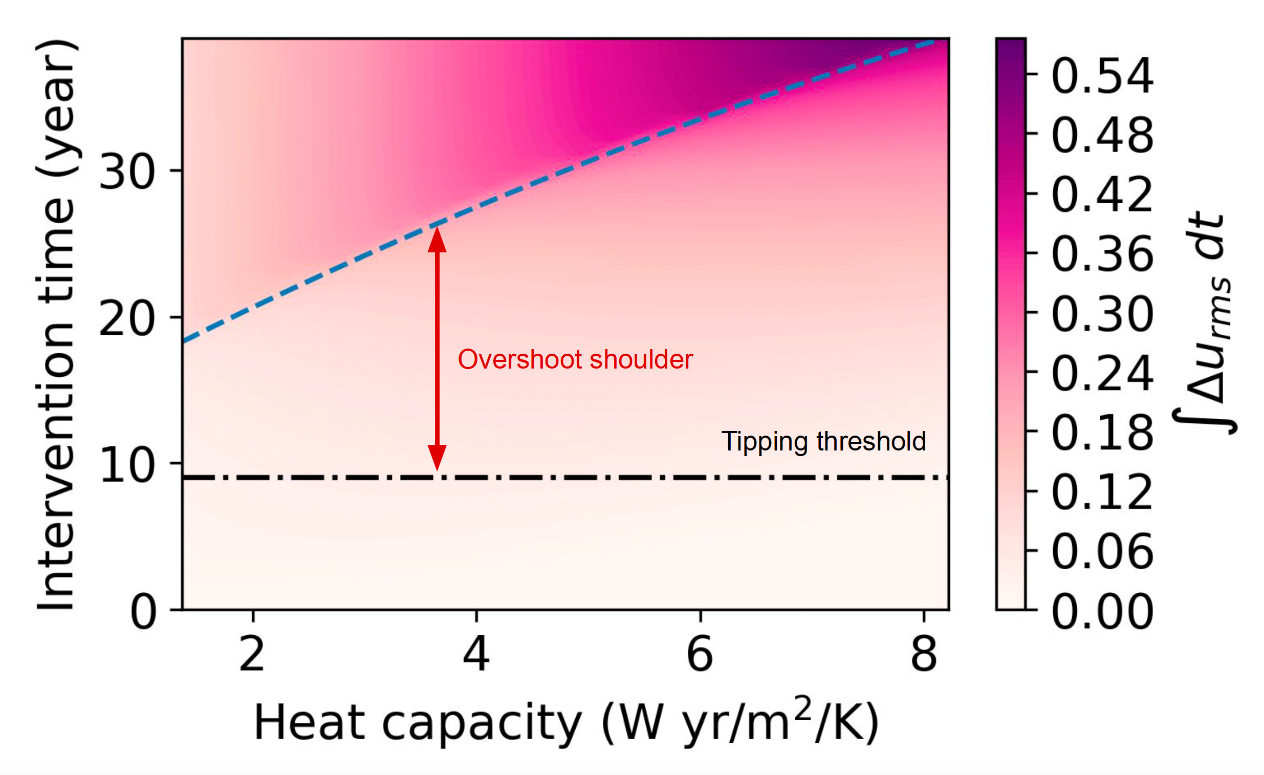 Intervention time (year)
30
20
10
0
Overshoot shoulder
Tipping threshold
2 4 6 8
Heat capacity (W yr/m²/K)
0.54
0.48
0.42
0.36
0.30
0.24
0.18
0.12
0.06
0.00
∫Δu_rms dt